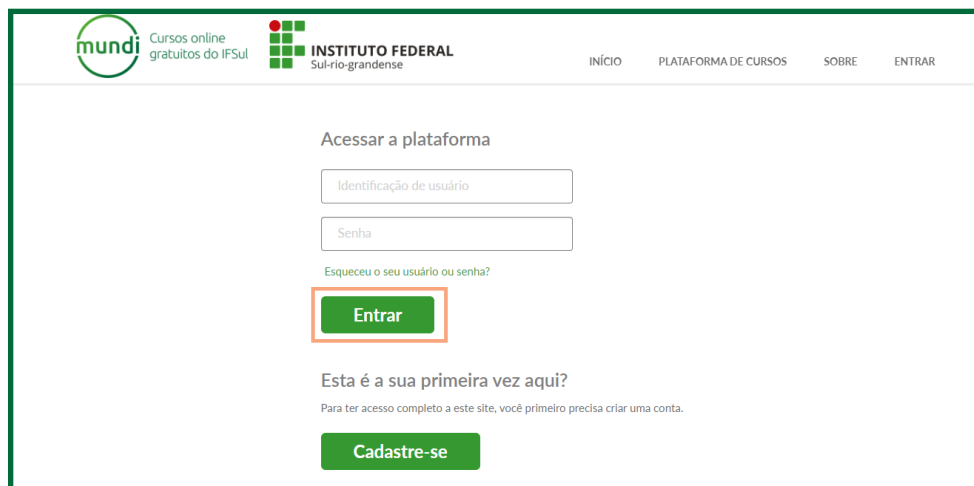 mundi
Cursos online
gratuitos do IFSul
INSTITUTO FEDERAL
Sul-rio-grandense
INÍCIO PLATAFORMA DE CURSOS SOBRE ENTRAR
Acessar a plataforma
Identificação de usuário
Senha
Esqueceu o seu usuário ou senha?
Entrar
Esta é a sua primeira vez aqui?
Para ter acesso completo a este site, você primeiro precisa criar uma conta.
Cadastre-se